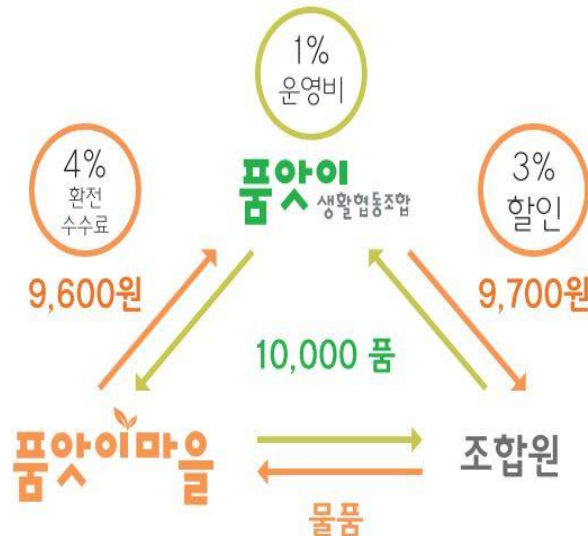 1%
운영비
4%
환전
수수료
품앗이 생활협동조합
3%
할인
9,600원
9,700원
10,000 품
품앗이마을
조합원
물품